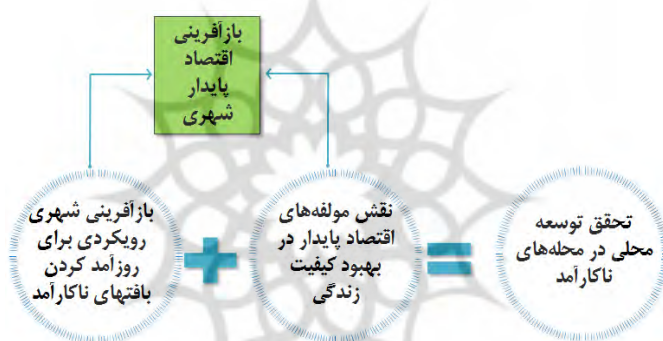 بازآفرینی
اقتصاد
پایدار
شهری
بازآفرینی شهری
رویکردی برای
روزآمد کردن
بافتهای ناکارآمد
نقش مولفه‌های
اقتصاد پایدار در
بهبود کیفیت
زندگی
تحقق توسعه
محلی در محله‌های
ناکارآمد